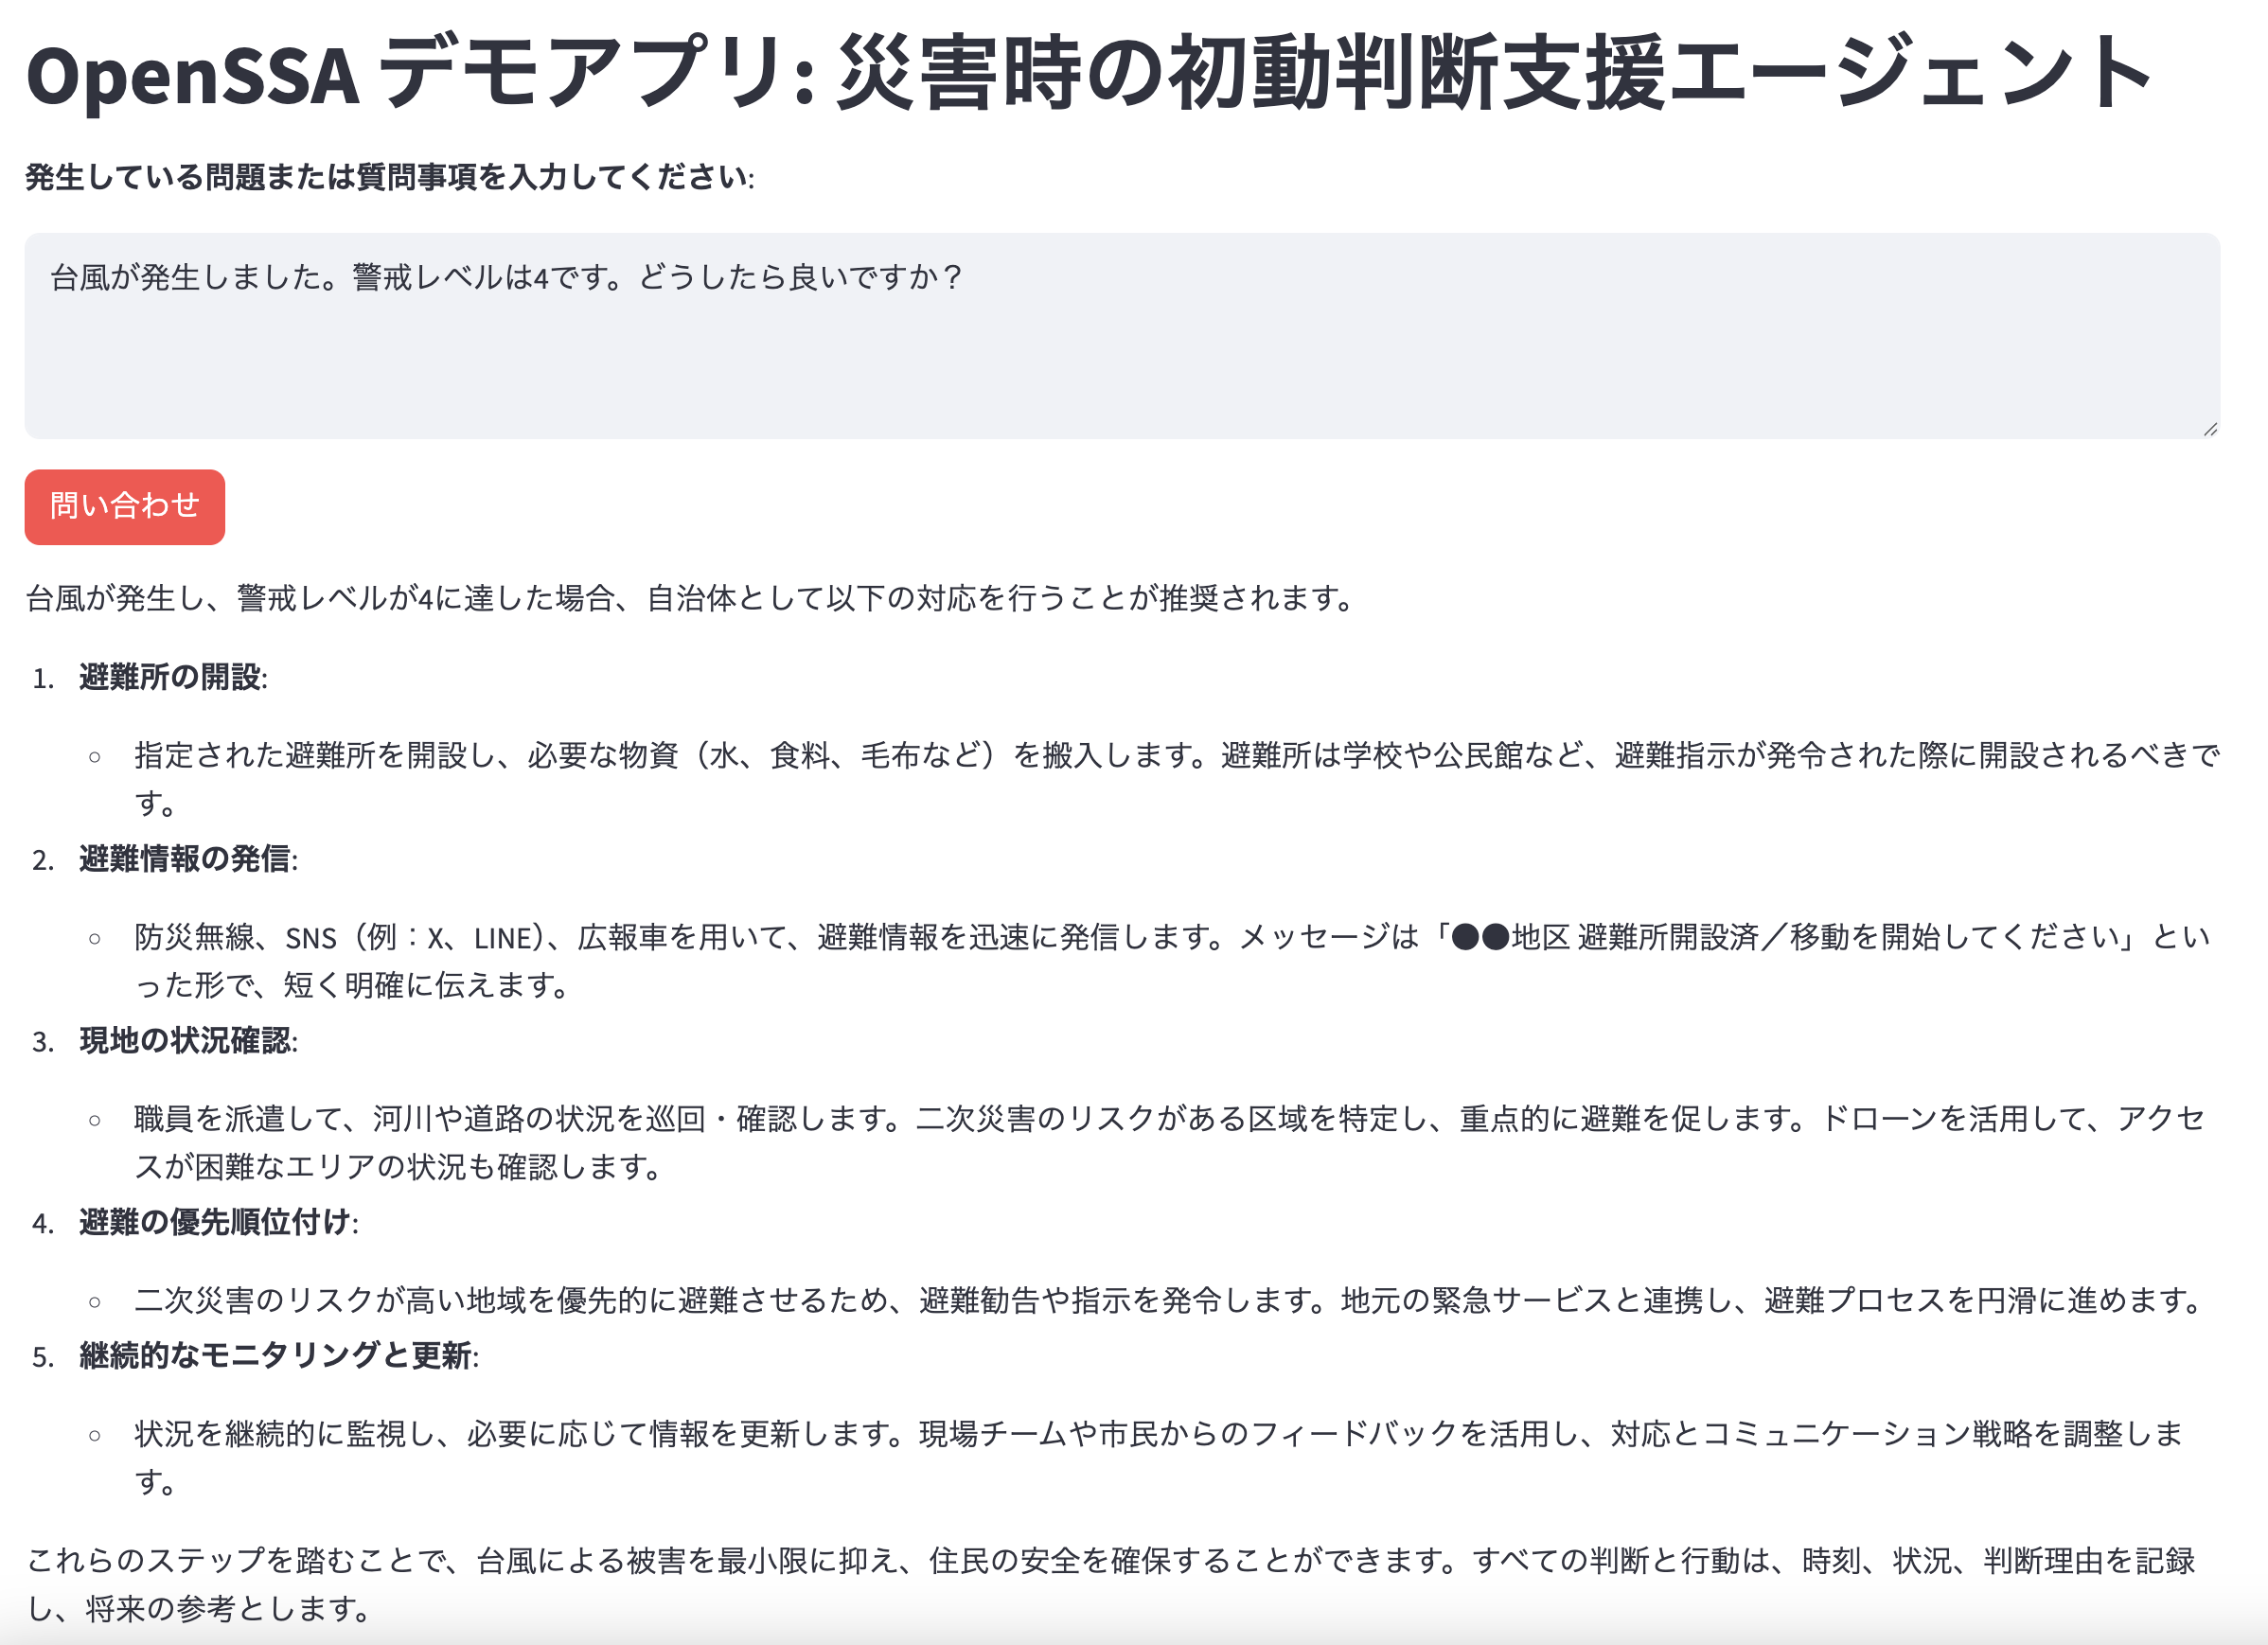 OpenSSA デモアプリ: 災害時の初動判断支援エージェント
発生している問題または質問事項を入力してください:
台風が発生しました。警戒レベルは4です。どうしたら良いですか？
問い合わせ
台風が発生し、警戒レベルが4に達した場合、自治体として以下の対応を行うことが推奨されます。
1. 避難所の開設:
○ 指定された避難所を開設し、必要な物資（水、食料、毛布など）を搬入します。避難所は学校や公民館など、避難指示が発令された際に開設されるべきで
す。
2. 避難情報の発信:
○ 防災無線、SNS（例：X、LINE）、広報車を用いて、避難情報を迅速に発信します。メッセージは「●●地区 避難所開設済／移動を開始してください」とい
った形で、短く明確に伝えます。
3. 現地の状況確認:
○ 職員を派遣して、河川や道路の状況を巡回・確認します。二次災害のリスクがある区域を特定し、重点的に避難を促します。ドローンを活用して、アクセ
スが困難なエリアの状況も確認します。
4. 避難の優先順位付け:
○ 二次災害のリスクが高い地域を優先的に避難させるため、避難勧告や指示を発令します。地元の緊急サービスと連携し、避難プロセスを円滑に進めます。
5. 継続的なモニタリングと更新:
○ 状況を継続的に監視し、必要に応じて情報を更新します。現場チームや市民からのフィードバックを活用し、対応とコミュニケーション戦略を調整しま
す。
これらのステップを踏むことで、台風による被害を最小限に抑え、住民の安全を確保することができます。すべての判断と行動は、時刻、状況、判断理由を記録
し、将来の参考とします。